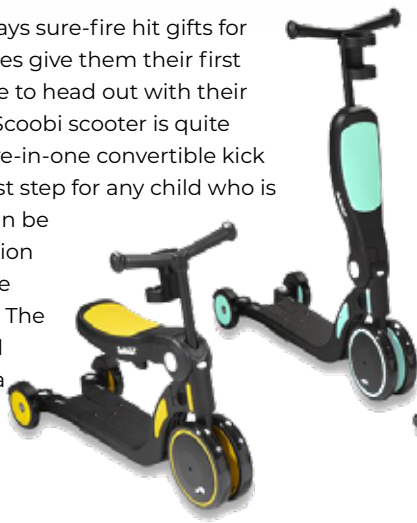 ays sure-fire hit gifts for
es give them their first
e to head out with their
Scoobi scooter is quite
e-in-one convertible kick
st step for any child who is
n be
ion
e
The